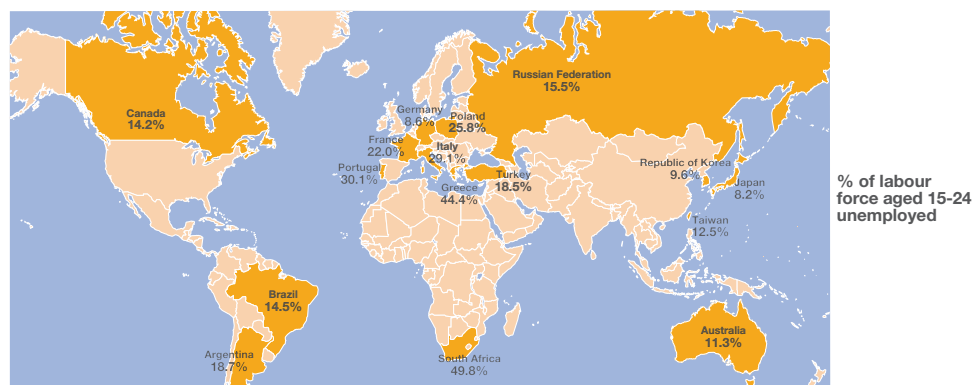 Russian Federation
15.5%
Canada
14.2%
Germany
8.6%
Poland
25.8%
France
22.0%
Italy
29.1%
Portugal
30.1%
Greece
44.4%
Turkey
18.5%
Republic of Korea
9.6%
Japan
8.2%
Taiwan
12.5%
% of labour
force aged 15-24
unemployed
Brazil
14.5%
Argentina
18.7%
South Africa
49.8%
Australia
11.3%